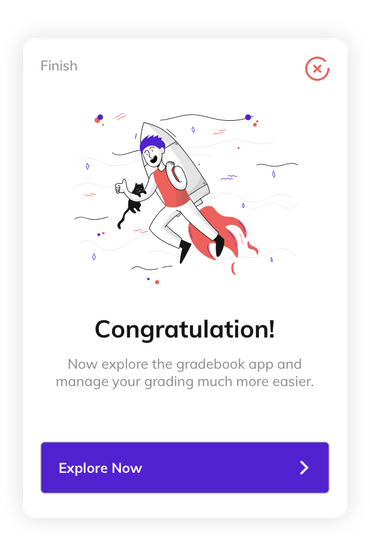 Finish
Congratulation!
Now explore the gradebook app and
manage your grading much more easier.
Explore Now